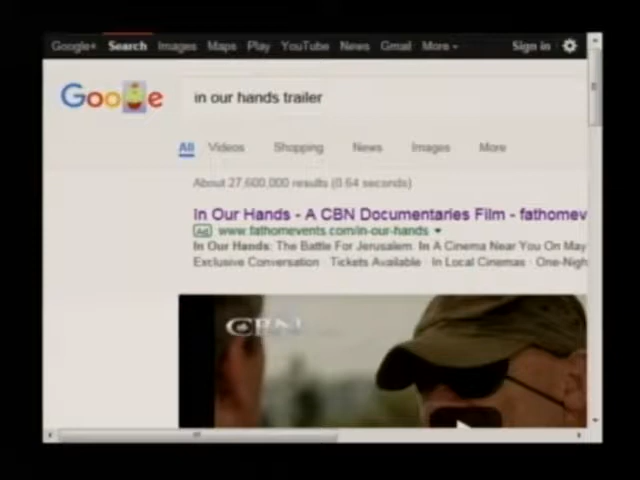 Google+ Search Images Maps Play YouTube News Gmail More Sign in
Google
in our hands trailer
All Videos Shopping News Images More
About 27,600,000 results (0.64 seconds)
In Our Hands - A CBN Documentaries Film - fathomev
Ad www.fathomevents.com/in-our-hands
In Our Hands: The Battle For Jerusalem. In A Cinema Near You On May
Exclusive Conversation · Tickets Available · In Local Cinemas · One-Nigh
CBN